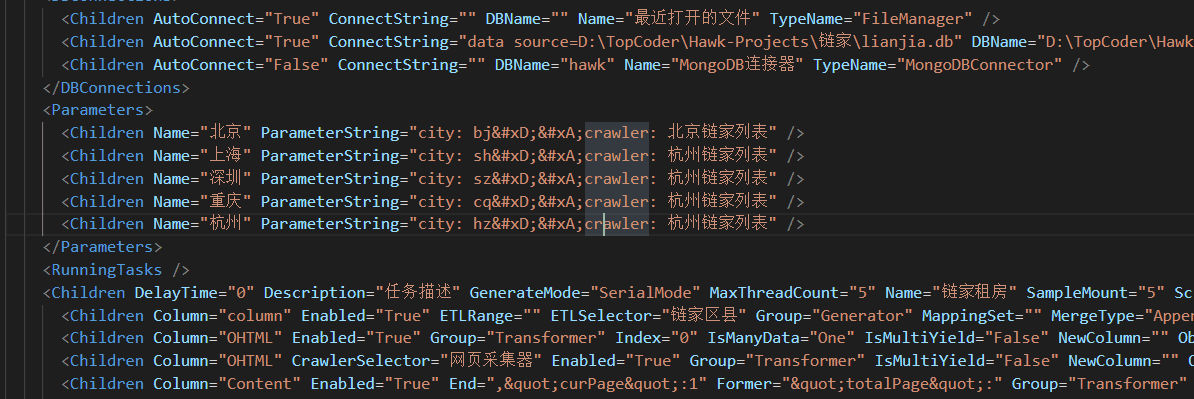 <Children AutoConnect="True" ConnectString="" DBName="" Name="最近打开的文件" TypeName="FileManager" />
<Children AutoConnect="True" ConnectString="data source=D:\TopCoder\Hawk-Projects\链家\lianjia.db" DBName="D:\TopCoder\Hawk
<Children AutoConnect="False" ConnectString="" DBName="hawk" Name="MongoDB连接器" TypeName="MongoDBConnector" />
</DBConnections>
<Parameters>
<Children Name="北京" ParameterString="city: bj&#xD;&#xA;crawler: 北京链家列表" />
<Children Name="上海" ParameterString="city: sh&#xD;&#xA;crawler: 杭州链家列表" />
<Children Name="深圳" ParameterString="city: sz&#xD;&#xA;crawler: 杭州链家列表" />
<Children Name="重庆" ParameterString="city: cq&#xD;&#xA;crawler: 杭州链家列表" />
<Children Name="杭州" ParameterString="city: hz&#xD;&#xA;crawler: 杭州链家列表" />
</Parameters>
<RunningTasks />
<Children DelayTime="0" Description="任务描述" GenerateMode="SerialMode" MaxThreadCount="5" Name="链家租房" SampleMount="5" Sc
<Children Column="column" Enabled="True" ETLRange="" ETLSelector="链家区县" Group="Generator" MappingSet="" MergeType="Appen
<Children Column="OHTML" Enabled="True" Group="Transformer" Index="0" IsManyData="One" IsMultiYield="False" NewColumn="" Ob
<Children Column="OHTML" CrawlerSelector="网页采集器" Enabled="True" Group="Transformer" IsMultiYield="False" NewColumn="" O
<Children Column="Content" Enabled="True" End=",&quot;curPage&quot;:1" Former="&quot;totalPage&quot;:" Group="Transformer"